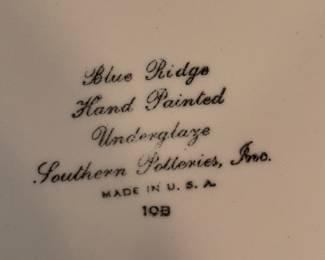 Blue Ridge
Hand Painted
Underglaze
Southern Potteries, Inc.
MADE IN U. S. A.
10B